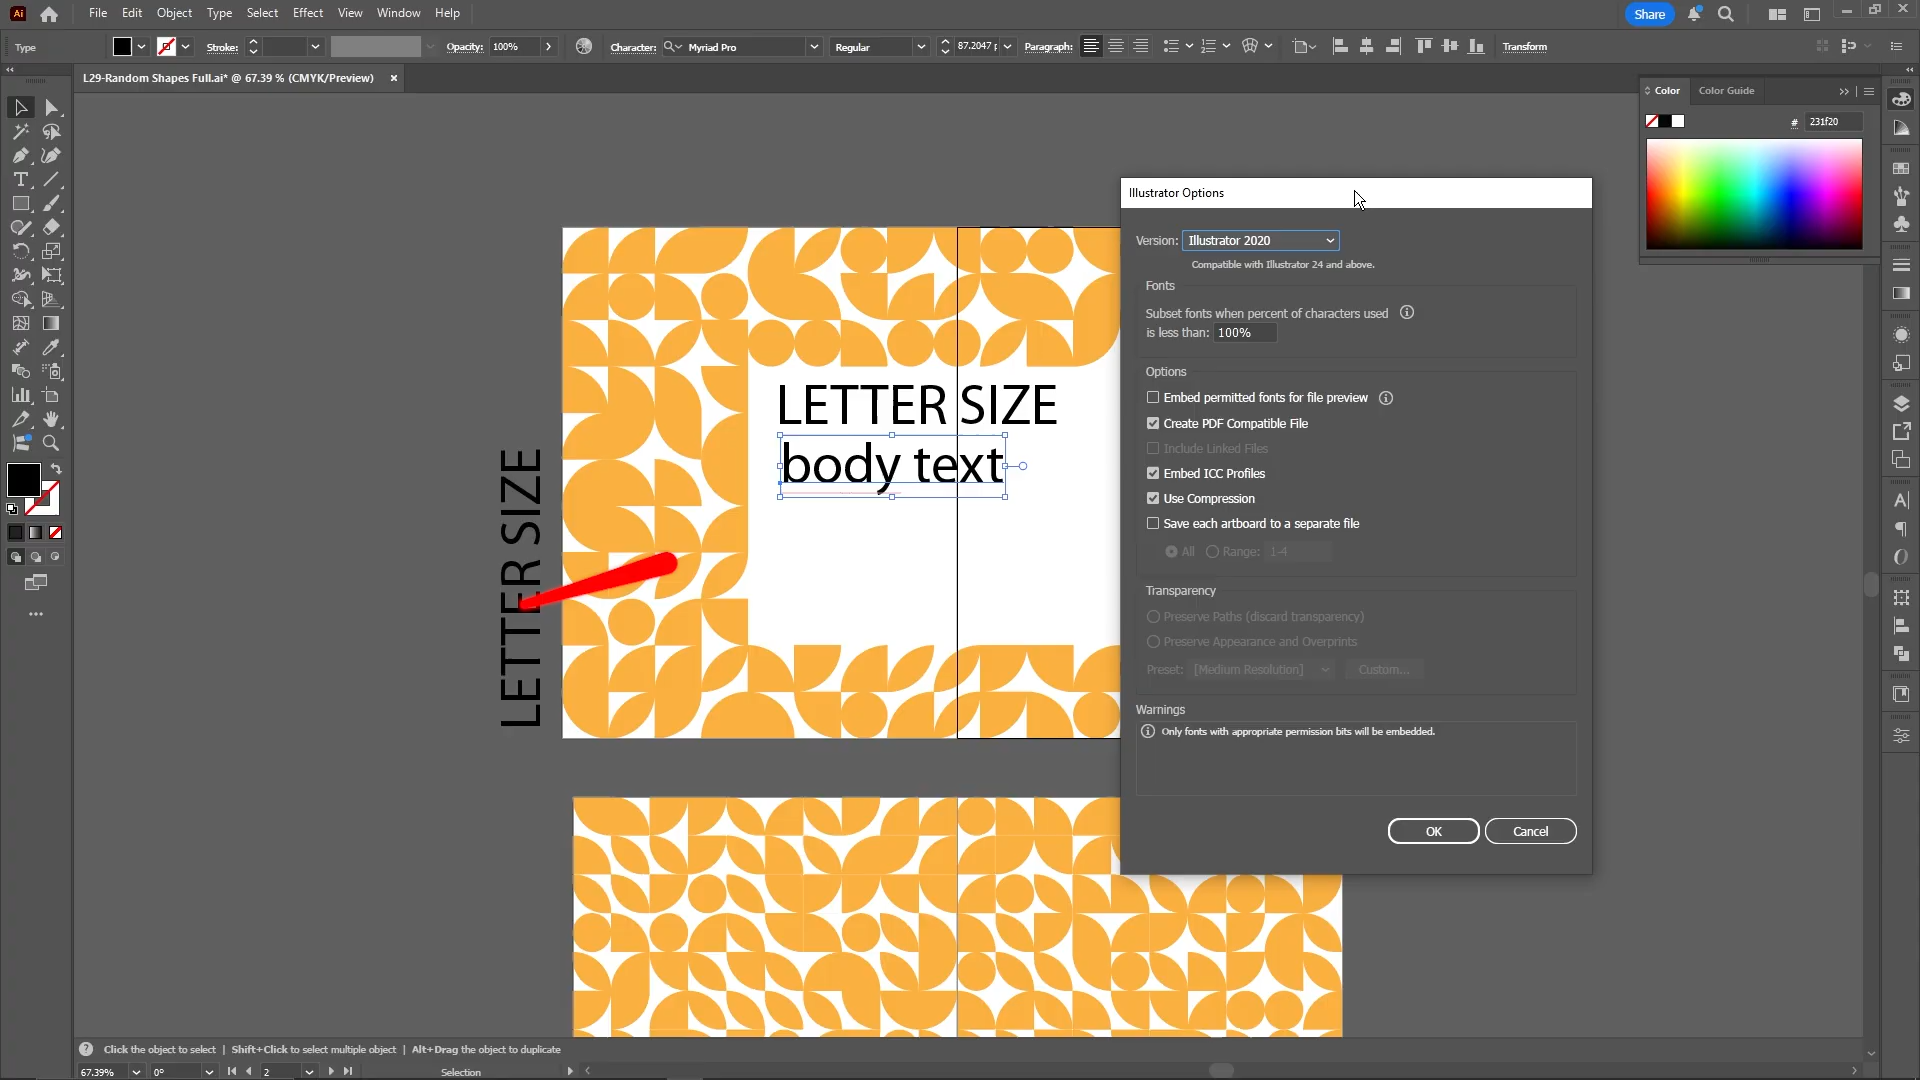 Ai File Edit Object Type Select Effect View Window Help Share
Type Stroke: Opacity: 100% Character: Myriad Pro Regular 87.2047 Paragraph: Transform
L29-Random Shapes Full.ai* @ 67.39 % (CMYK/Preview) ×
Color Color Guide
# 231f20
Illustrator Options
Version: Illustrator 2020
Compatible with Illustrator 24 and above.
Fonts
Subset fonts when percent of characters used
is less than: 100%
Options
Embed permitted fonts for file preview
Create PDF Compatible File
Include Linked Files
Embed ICC Profiles
Use Compression
Save each artboard to a separate file
All Range: 1-4
Transparency
Preserve Paths (discard transparency)
Preserve Appearance and Overprints
Preset: [Medium Resolution] Custom...
Warnings
Only fonts with appropriate permission bits will be embedded.
OK Cancel
LETTER SIZE
body text
LETTER SIZE
Click the object to select | Shift+Click to select multiple object | Alt+Drag the object to duplicate
67.39% 0° 2 Selection